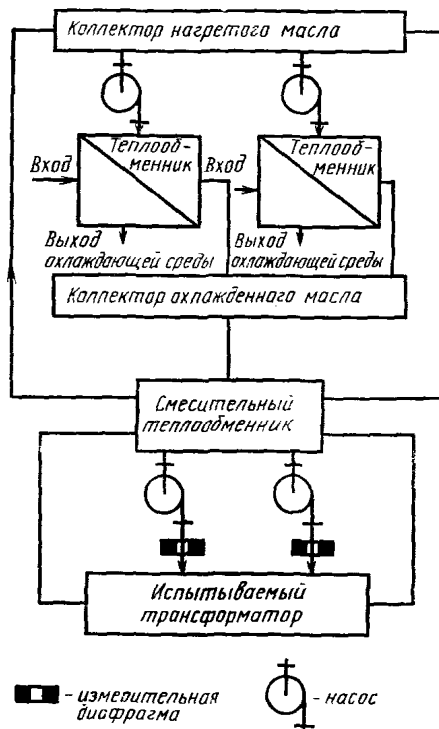 Коллектор нагретого масла
Теплооб-
менник
Теплооб-
менник
Вход
Вход
Выход
охлаждающей среды
Выход
охлаждающей среды
Коллектор охлажденного масла
Смесительный
теплообменник
Испытываемый
трансформатор
- измерительная
диафрагма
- насос